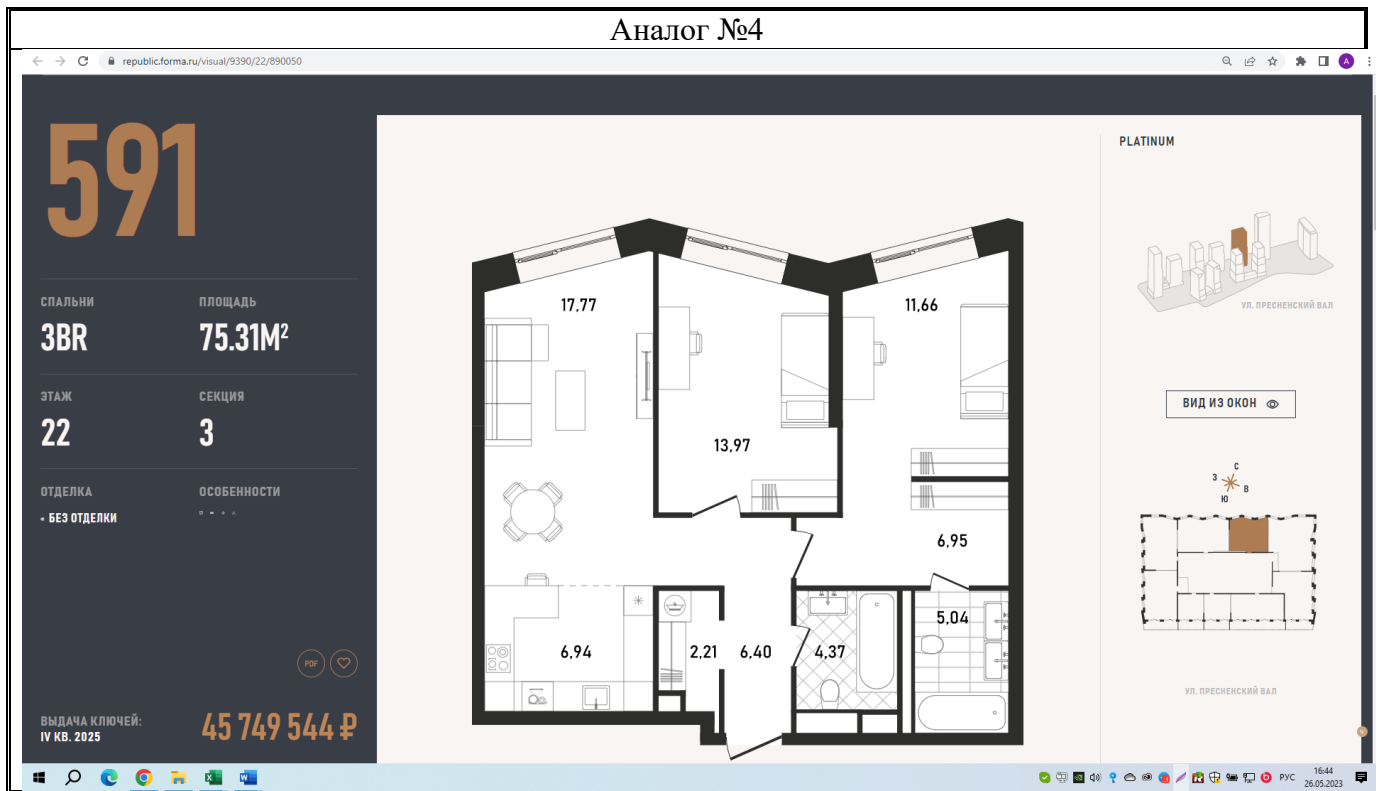 Аналог №4
republic.forma.ru/visual/9390/22/890050
A
591
СПАЛЬНИ ПЛОЩАДЬ
3BR 75.31М²
ЭТАЖ СЕКЦИЯ
22 3
ОТДЕЛКА ОСОБЕННОСТИ
БЕЗ ОТДЕЛКИ
PDF
ВЫДАЧА КЛЮЧЕЙ:
IV КВ. 2025
45 749 544 ₽
17,77
11,66
13,97
6,95
5,04
6,94
2,21
6,40
4,37
PLATINUM
УЛ. ПРЕСНЕНСКИЙ ВАЛ
ВИД ИЗ ОКОН
С
З
В
Ю
УЛ. ПРЕСНЕНСКИЙ ВАЛ
РУС
16:44
26.05.2023